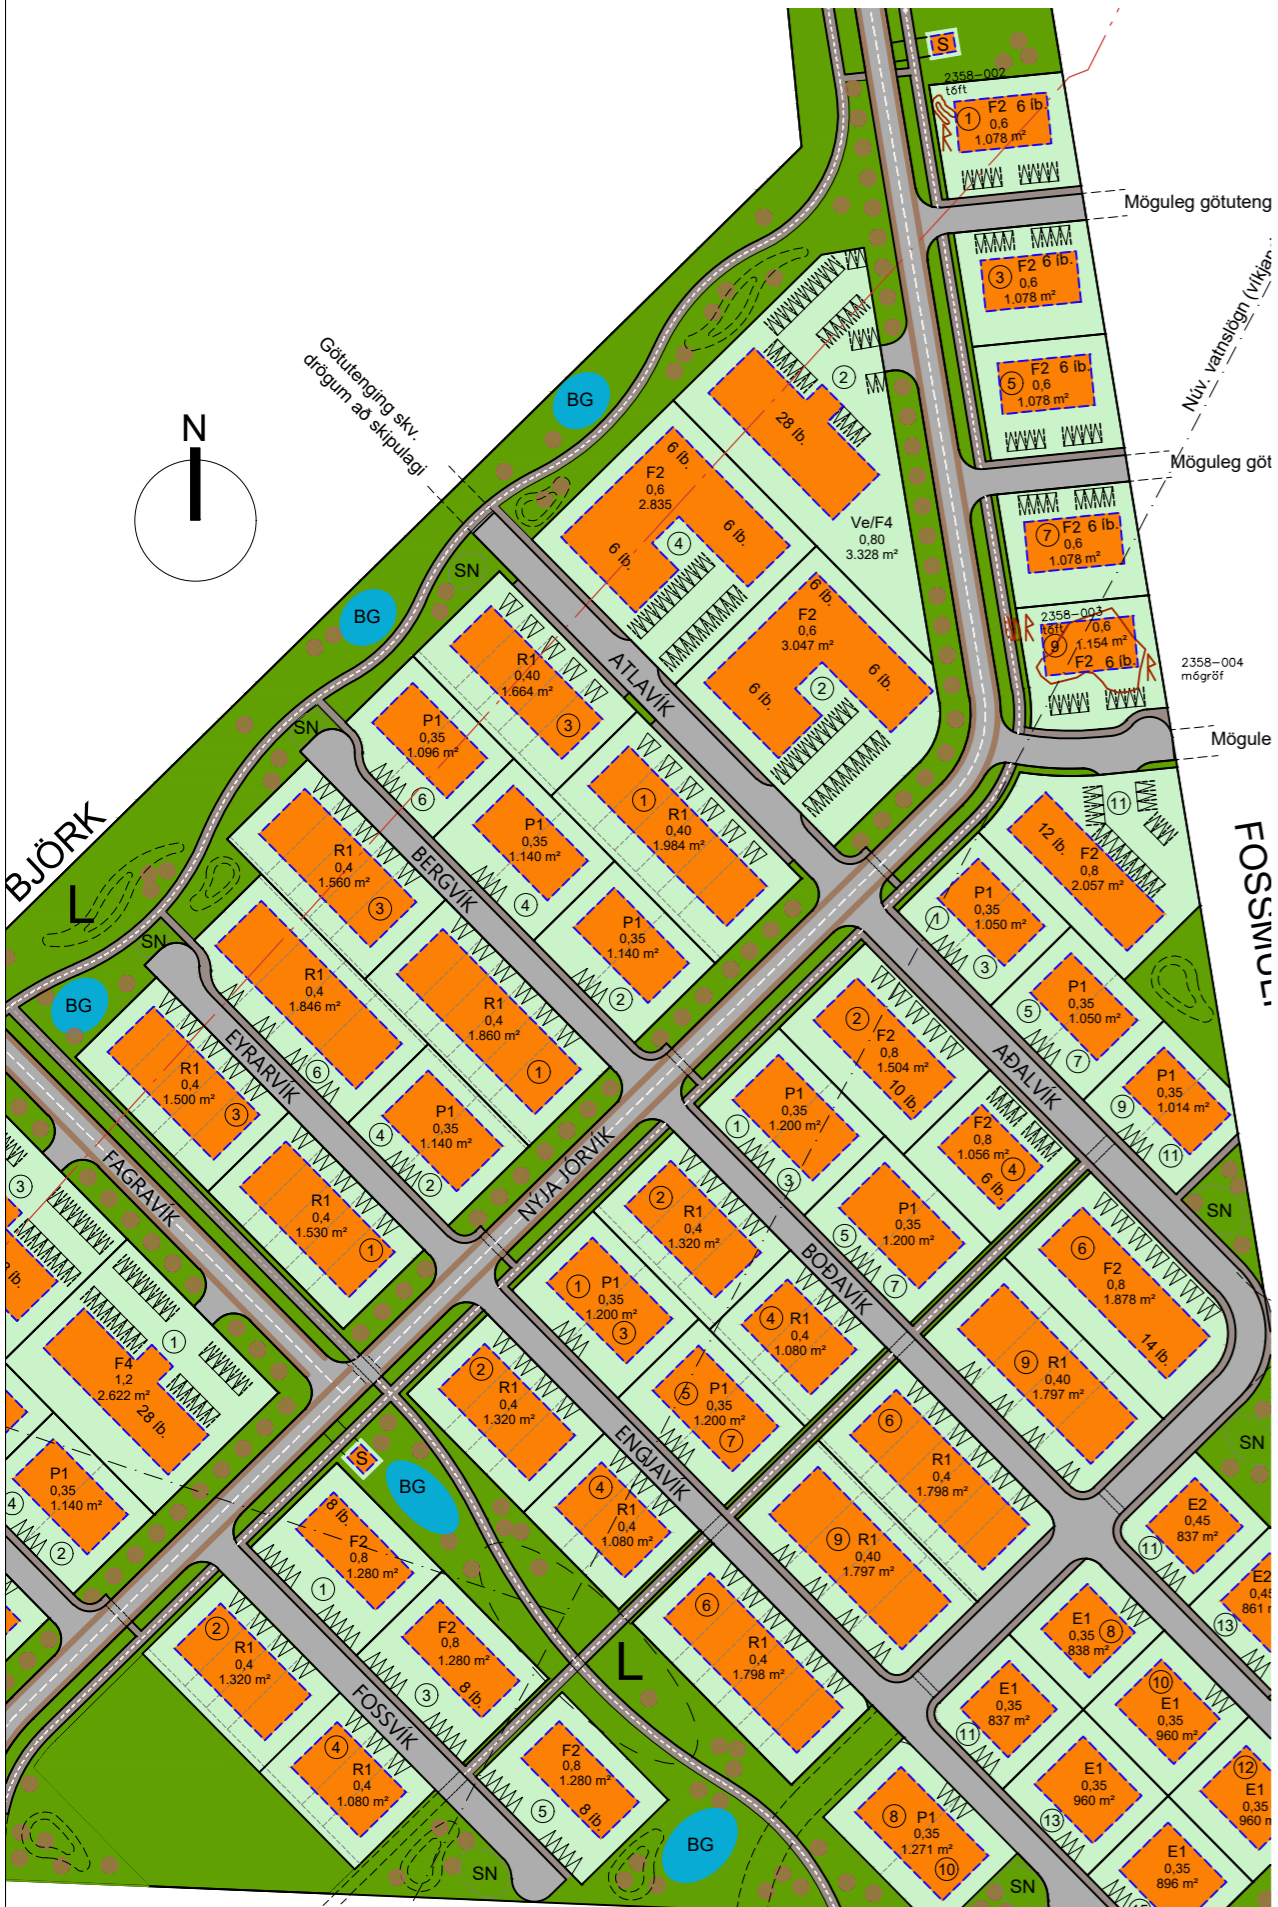 S
2358-002
tóft
1
F2 6 íb.
0,6
1.078 m²
Möguleg götuteng
3
F2 6 íb.
0,6
1.078 m²
Núv. vatnslögn (víkjan
5
F2 6 íb.
0,6
1.078 m²
Möguleg göt
7
F2 6 íb.
0,6
1.078 m²
2358-003
tóft
9
0,6
1.154 m²
F2 6 íb.
2358-004
mógröf
Mögule
N
Götutenging skv.
drögum að skipulagi
BG
2
28 íb.
Ve/F4
0,80
3.328 m²
6 íb.
F2
0,6
2.835
6 íb.
6 íb.
4
6 íb.
F2
0,6
3.047 m²
6 íb.
6 íb.
2
SN
BG
ATLAVÍK
R1
0,40
1.664 m²
3
1
R1
0,40
1.984 m²
SN
P1
0,35
1.096 m²
6
P1
0,35
1.140 m²
4
P1
0,35
1.140 m²
2
BERGVÍK
BJÖRK
L
FOSSMÚLI
R1
0,4
1.560 m²
3
R1
0,4
1.860 m²
1
SN
BG
R1
0,4
1.846 m²
6
P1
0,35
1.140 m²
4
2
EYRARVÍK
R1
0,4
1.500 m²
3
R1
0,4
1.530 m²
1
FAGRAVÍK
NÝJA JÓRVÍK
11
12 íb.
F2
0,8
2.057 m²
1
P1
0,35
1.050 m²
3
5
P1
0,35
1.050 m²
7
9
P1
0,35
1.014 m²
11
AÐALVÍK
2
F2
0,8
1.504 m²
10 íb.
F2
0,8
1.056 m²
4
6 íb.
SN
6
F2
0,8
1.878 m²
14 íb.
1
P1
0,35
1.200 m²
3
5
P1
0,35
1.200 m²
7
BOÐAVÍK
9
R1
0,40
1.797 m²
SN
2
R1
0,4
1.320 m²
4
R1
0,4
1.080 m²
6
R1
0,4
1.798 m²
1
P1
0,35
1.200 m²
3
5
P1
0,35
1.200 m²
7
9
R1
0,40
1.797 m²
ENGJAVÍK
2
R1
0,4
1.320 m²
4
R1
0,4
1.080 m²
6
R1
0,4
1.798 m²
3
1
F4
1,2
2.622 m²
28 íb.
P1
0,35
1.140 m²
4
2
S
BG
8 íb.
F2
0,8
1.280 m²
1
F2
0,8
1.280 m²
8 íb.
3
F2
0,8
1.280 m²
8 íb.
5
FOSSVÍK
2
R1
0,4
1.320 m²
4
R1
0,4
1.080 m²
L
BG
SN
8
P1
0,35
1.271 m²
10
SN
E2
0,45
837 m²
11
E2
13
E1
0,35
838 m²
8
E1
0,35
837 m²
11
10
E1
0,35
960 m²
12
E1
0,35
E1
0,35
960 m²
13
E1
0,35
896 m²